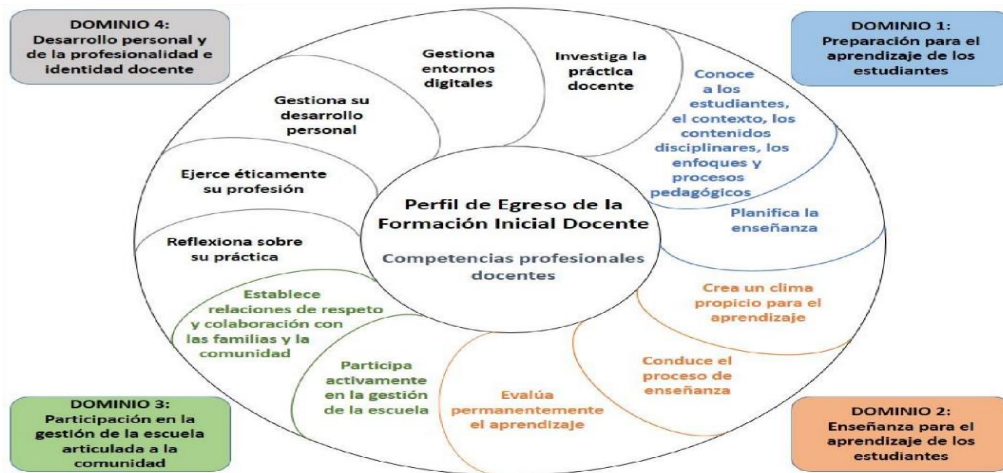 DOMINIO 4:
Desarrollo personal y
de la profesionalidad e
identidad docente
DOMINIO 1:
Preparación para el
aprendizaje de los
estudiantes
Gestiona
entornos
digitales
Investiga la
práctica
docente
Conoce
a los
estudiantes,
el contexto, los
contenidos
disciplinares, los
enfoques y
procesos
pedagógicos
Gestiona su
desarrollo
personal
Ejerce éticamente
su profesión
Perfil de Egreso de la
Formación Inicial Docente
Competencias profesionales
docentes
Planifica la
enseñanza
Reflexiona sobre
su práctica
Crea un clima
propicio para el
aprendizaje
Establece
relaciones de respeto
y colaboración con
las familias y la
comunidad
Participa
activamente
en la gestión
de la escuela
Evalúa
permanentemente
el aprendizaje
Conduce el
proceso de
enseñanza
DOMINIO 3:
Participación en la
gestión de la escuela
articulada a la
comunidad
DOMINIO 2:
Enseñanza para el
aprendizaje de los
estudiantes